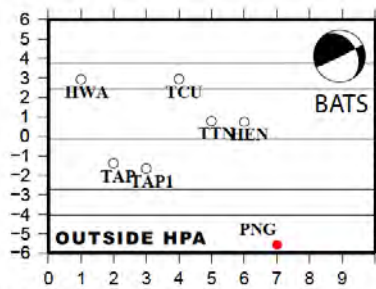 6
5
4
3
2
1
0
−1
−2
−3
−4
−5
−6
HWA
TCU
BATS
TTN
HEN
TAP
TAP1
PNG
OUTSIDE HPA
0 1 2 3 4 5 6 7 8 9